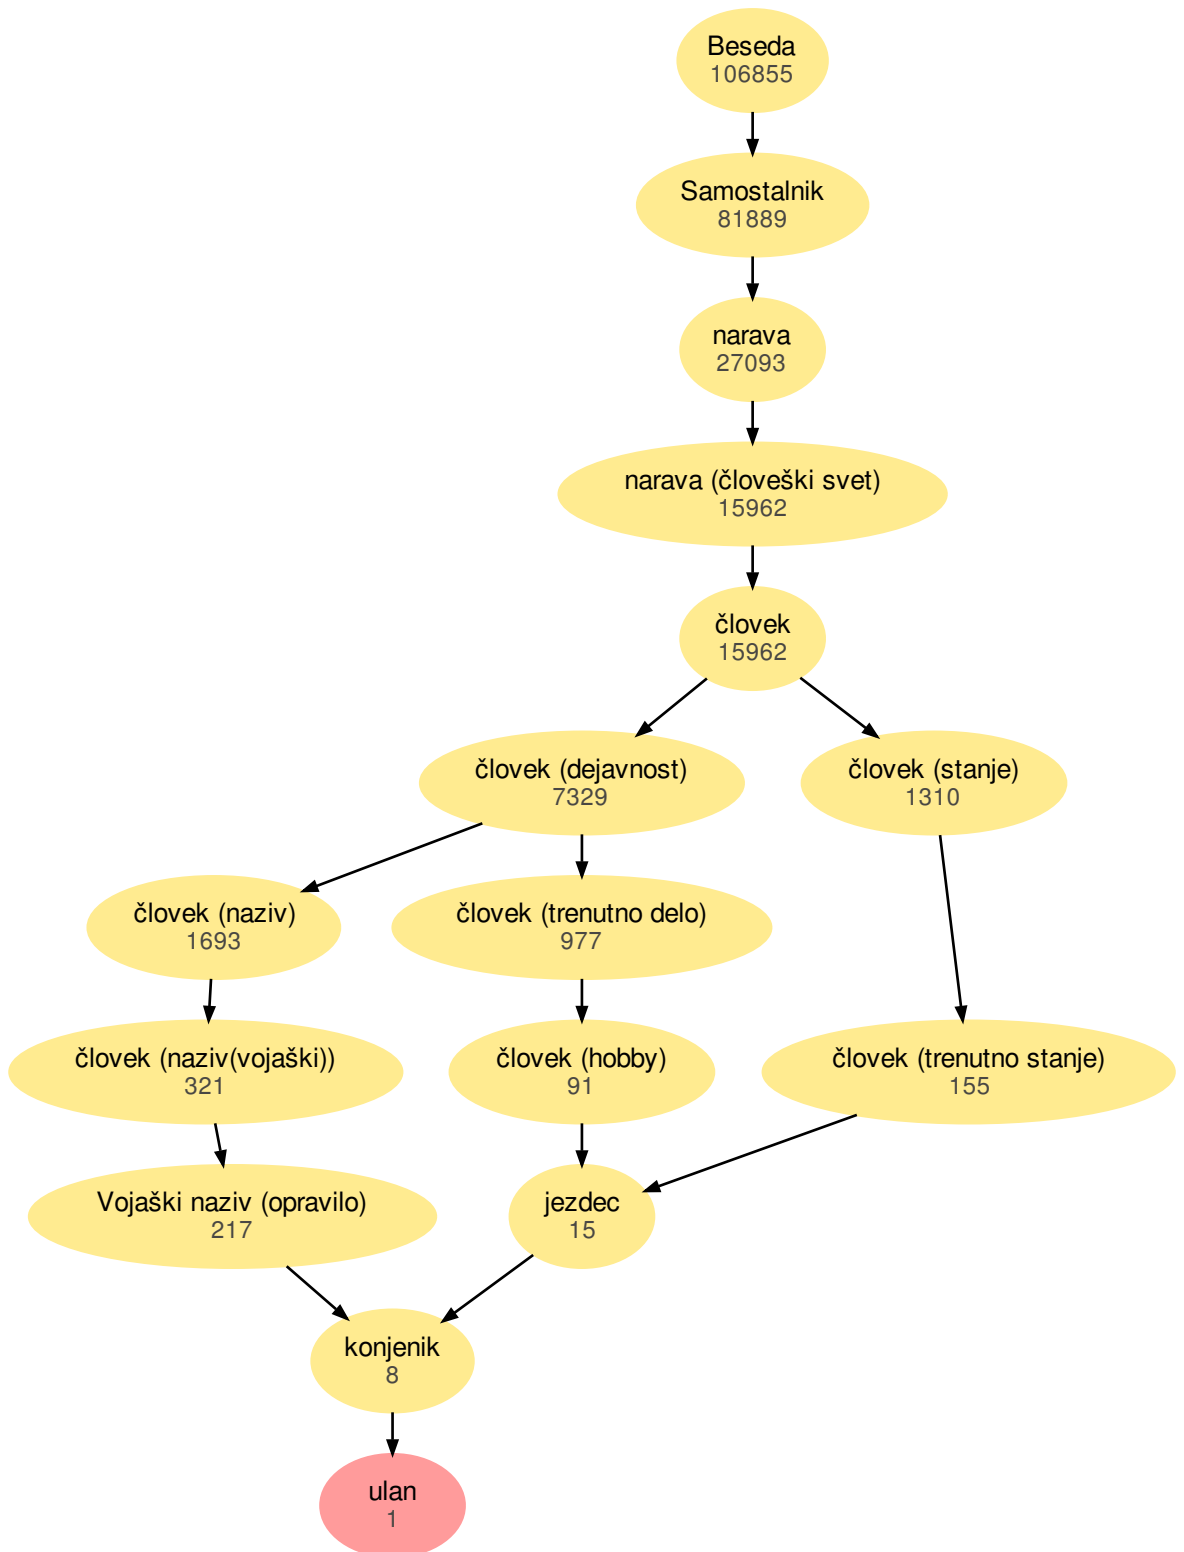 Beseda
106855
Samostalnik
81889
narava
27093
narava (človeški svet)
15962
človek
15962
človek (dejavnost)
7329
človek (stanje)
1310
človek (naziv)
1693
človek (trenutno delo)
977
človek (naziv(vojaški))
321
človek (hobby)
91
človek (trenutno stanje)
155
Vojaški naziv (opravilo)
217
jezdec
15
konjenik
8
ulan
1